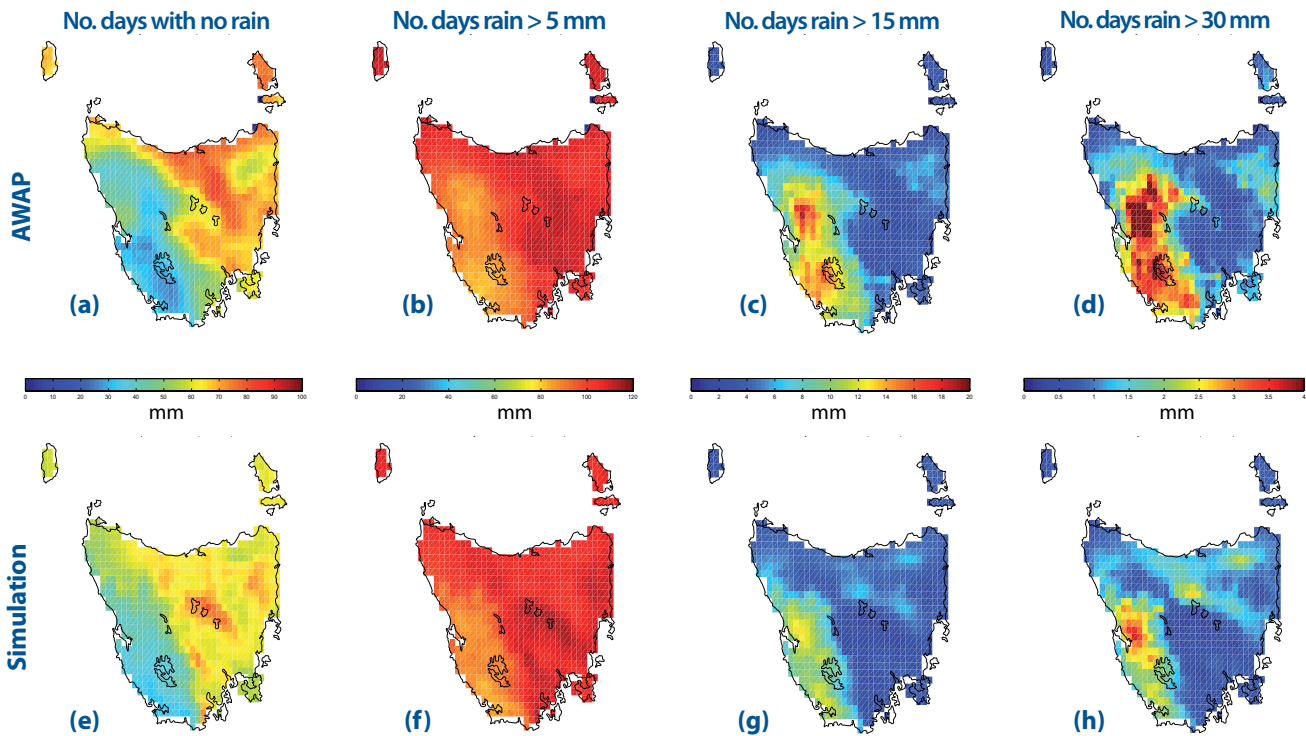 No. days with no rain
No. days rain > 5 mm
No. days rain > 15 mm
No. days rain > 30 mm
AWAP
(a)
(b)
(c)
(d)
0 10 20 30 40 50 60 70 80 90 100
mm
0 20 40 60 80 100 120
mm
0 2 4 6 8 10 12 14 16 18 20
mm
0 0.5 1 1.5 2 2.5 3 3.5 4
mm
Simulation
(e)
(f)
(g)
(h)